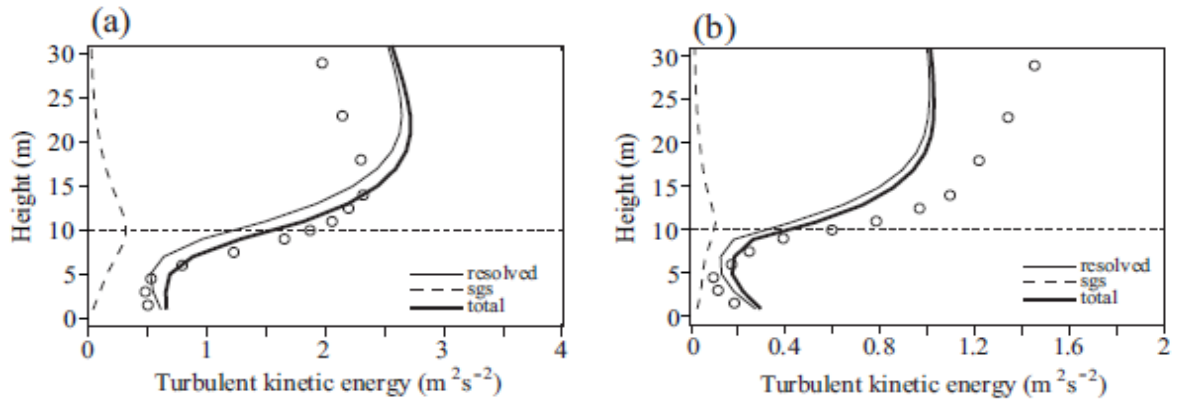 (a)
30
25
20
15
10
5
0
Height (m)
resolved
sgs
total
0 1 2 3 4
Turbulent kinetic energy (m²s⁻²)
(b)
30
25
20
15
10
5
0
Height (m)
resolved
sgs
total
0 0.4 0.8 1.2 1.6 2
Turbulent kinetic energy (m²s⁻²)